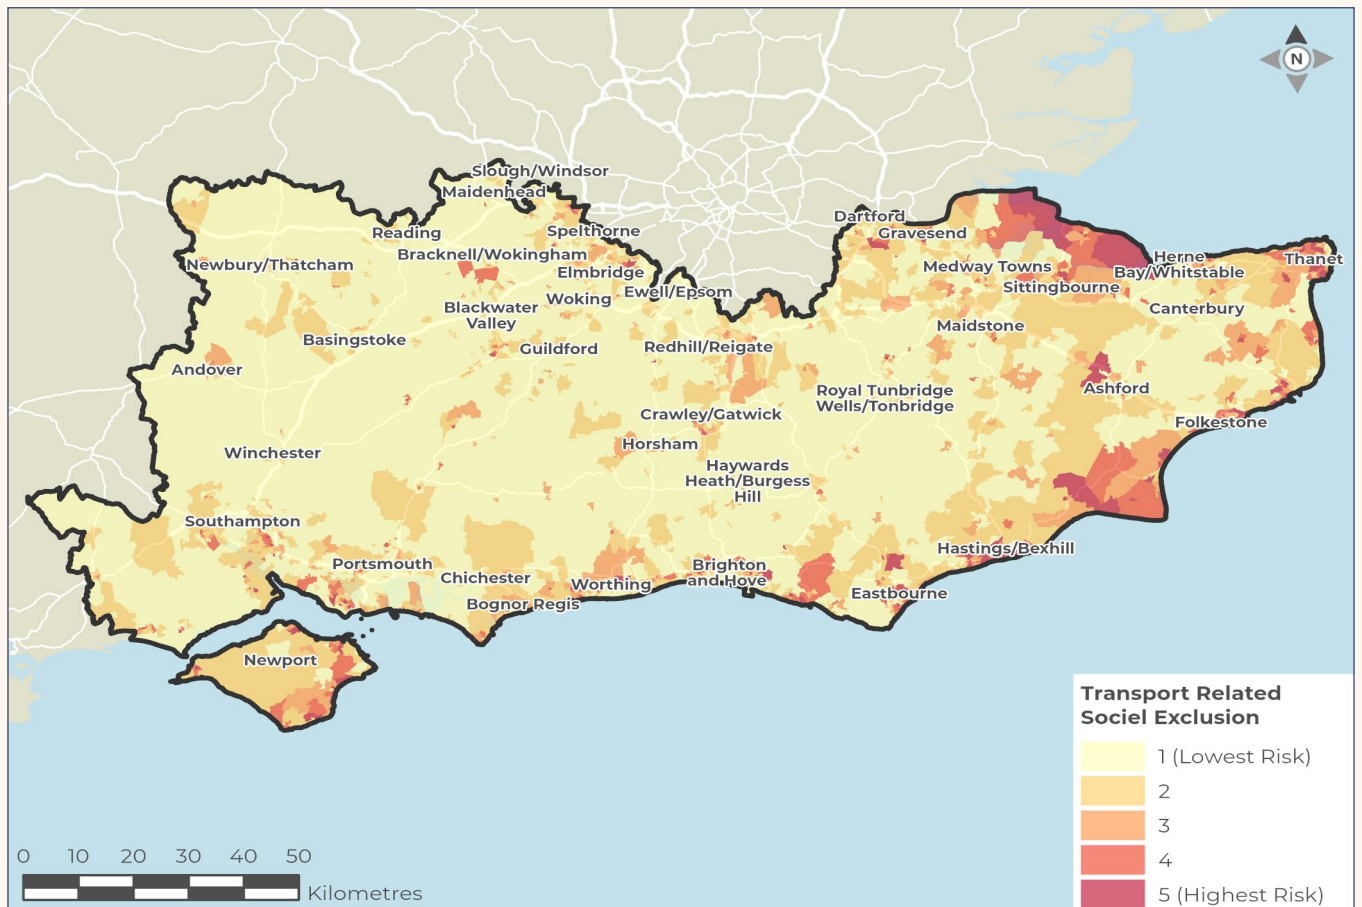 N
Slough/Windsor
Maidenhead
Dartford
Reading
Spelthorne
Gravesend
Bracknell/Wokingham
Newbury/Thatcham
Elmbridge
Medway Towns
Herne
Bay/Whitstable
Thanet
Ewell/Epsom
Sittingbourne
Woking
Blackwater
Valley
Canterbury
Basingstoke
Guildford
Redhill/Reigate
Maidstone
Andover
Royal Tunbridge
Wells/Tonbridge
Ashford
Crawley/Gatwick
Folkestone
Winchester
Horsham
Haywards
Heath/Burgess
Hill
Southampton
Hastings/Bexhill
Portsmouth
Chichester
Worthing
Brighton
and Hove
Eastbourne
Bognor Regis
Newport
Transport Related
Sociel Exclusion
1 (Lowest Risk)
2
3
4
5 (Highest Risk)
0 10 20 30 40 50
Kilometres